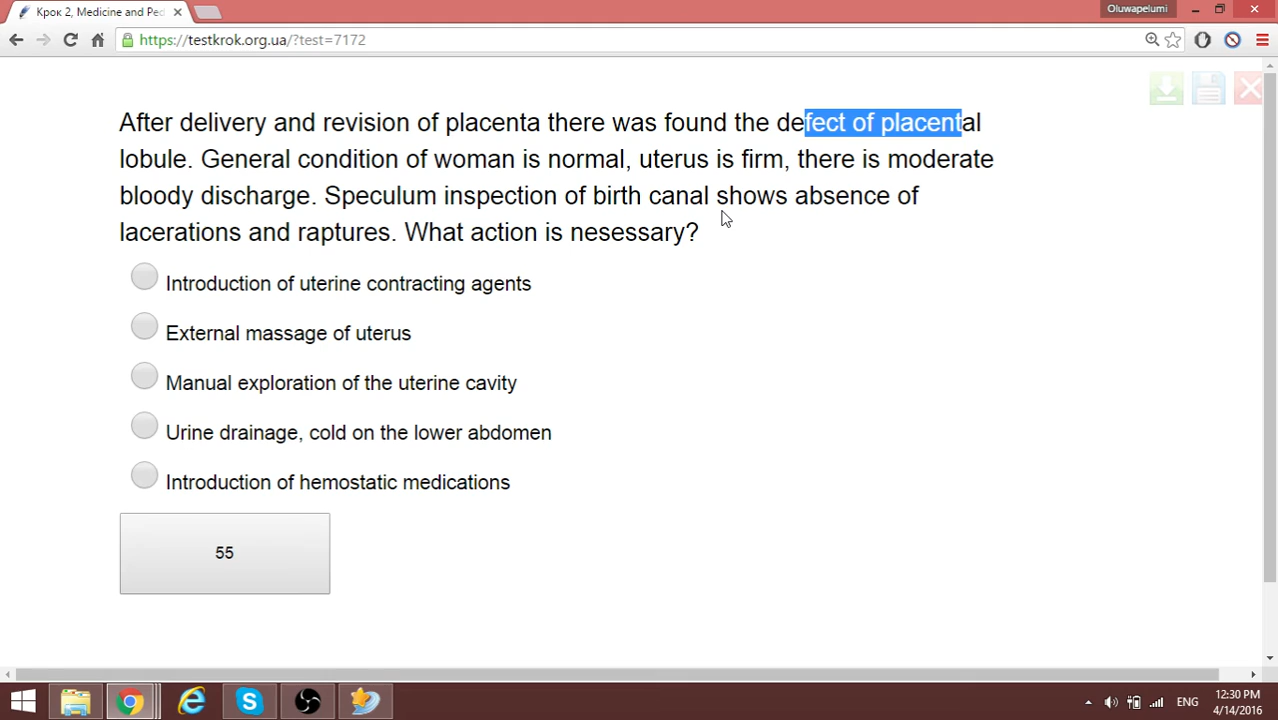 Крок 2, Medicine and Ped
Oluwapelumi
https://testkrok.org.ua/?test=7172
After delivery and revision of placenta there was found the defect of placental
lobule. General condition of woman is normal, uterus is firm, there is moderate
bloody discharge. Speculum inspection of birth canal shows absence of
lacerations and raptures. What action is nesessary?
Introduction of uterine contracting agents
External massage of uterus
Manual exploration of the uterine cavity
Urine drainage, cold on the lower abdomen
Introduction of hemostatic medications
55
ENG
12:30 PM
4/14/2016